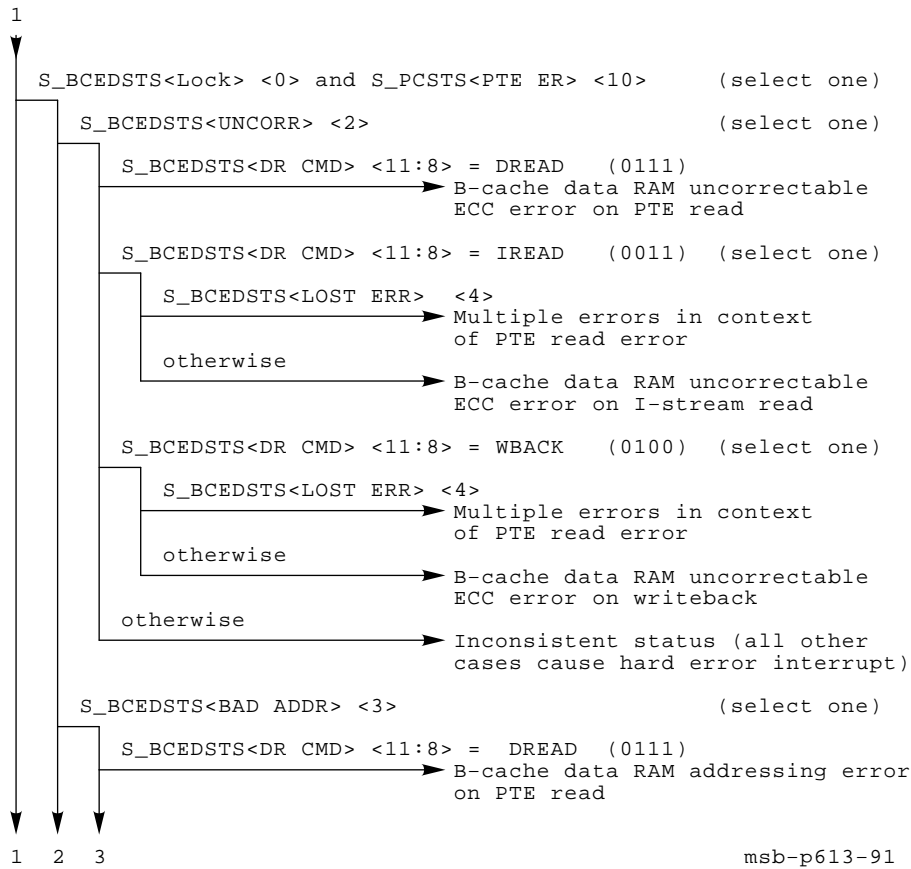 1
S_BCEDSTS<Lock> <0> and S_PCSTS<PTE ER> <10> (select one)
S_BCEDSTS<UNCORR> <2> (select one)
S_BCEDSTS<DR CMD> <11:8> = DREAD (0111)
B-cache data RAM uncorrectable
ECC error on PTE read
S_BCEDSTS<DR CMD> <11:8> = IREAD (0011) (select one)
S_BCEDSTS<LOST ERR> <4>
Multiple errors in context
of PTE read error
otherwise
B-cache data RAM uncorrectable
ECC error on I-stream read
S_BCEDSTS<DR CMD> <11:8> = WBACK (0100) (select one)
S_BCEDSTS<LOST ERR> <4>
Multiple errors in context
of PTE read error
otherwise
B-cache data RAM uncorrectable
ECC error on writeback
otherwise
Inconsistent status (all other
cases cause hard error interrupt)
S_BCEDSTS<BAD ADDR> <3> (select one)
S_BCEDSTS<DR CMD> <11:8> = DREAD (0111)
B-cache data RAM addressing error
on PTE read
1 2 3 msb-p613-91